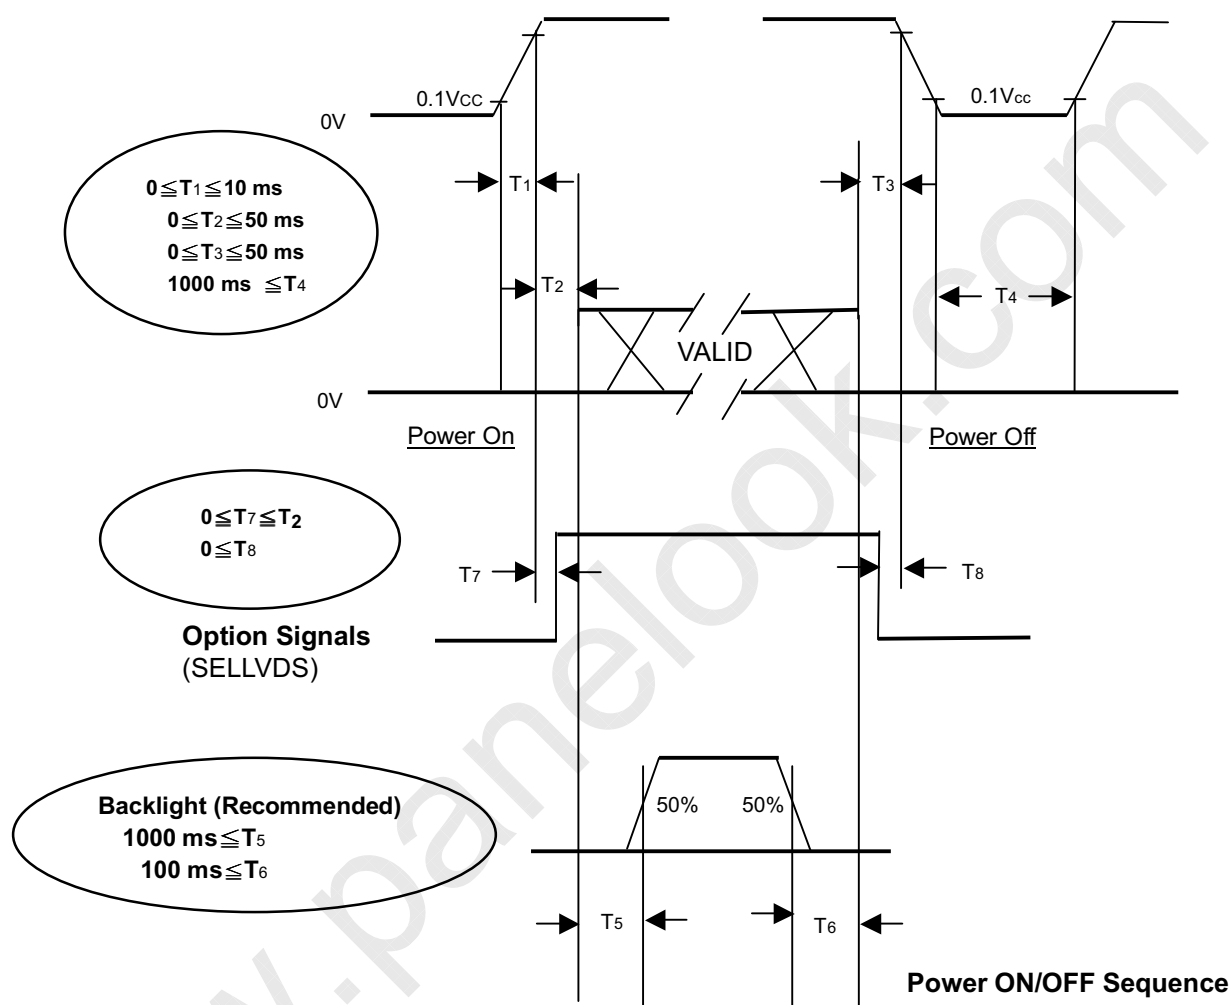 0.1VCC
0.1Vcc
0V
0≦T1≦10 ms
0≦T2≦50 ms
0≦T3≦50 ms
1000 ms ≦T4
T1
T3
T2
T4
VALID
0V
Power On
Power Off
0≦T7≦T2
0≦T8
T7
T8
Option Signals
(SELLVDS)
Backlight (Recommended)
1000 ms≦T5
100 ms≦T6
50%
50%
T5
T6
Power ON/OFF Sequence
.panelook.com